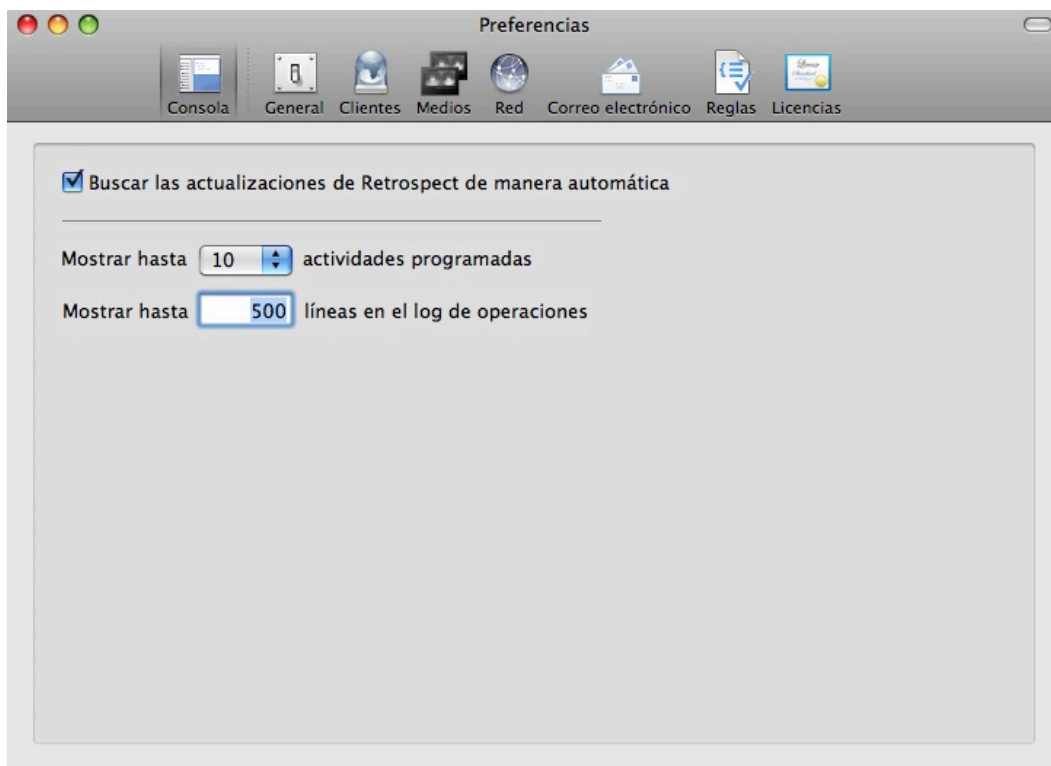 Preferencias
Consola General Clientes Medios Red Correo electrónico Reglas Licencias
Buscar las actualizaciones de Retrospect de manera automática
Mostrar hasta 10 actividades programadas
Mostrar hasta 500 líneas en el log de operaciones